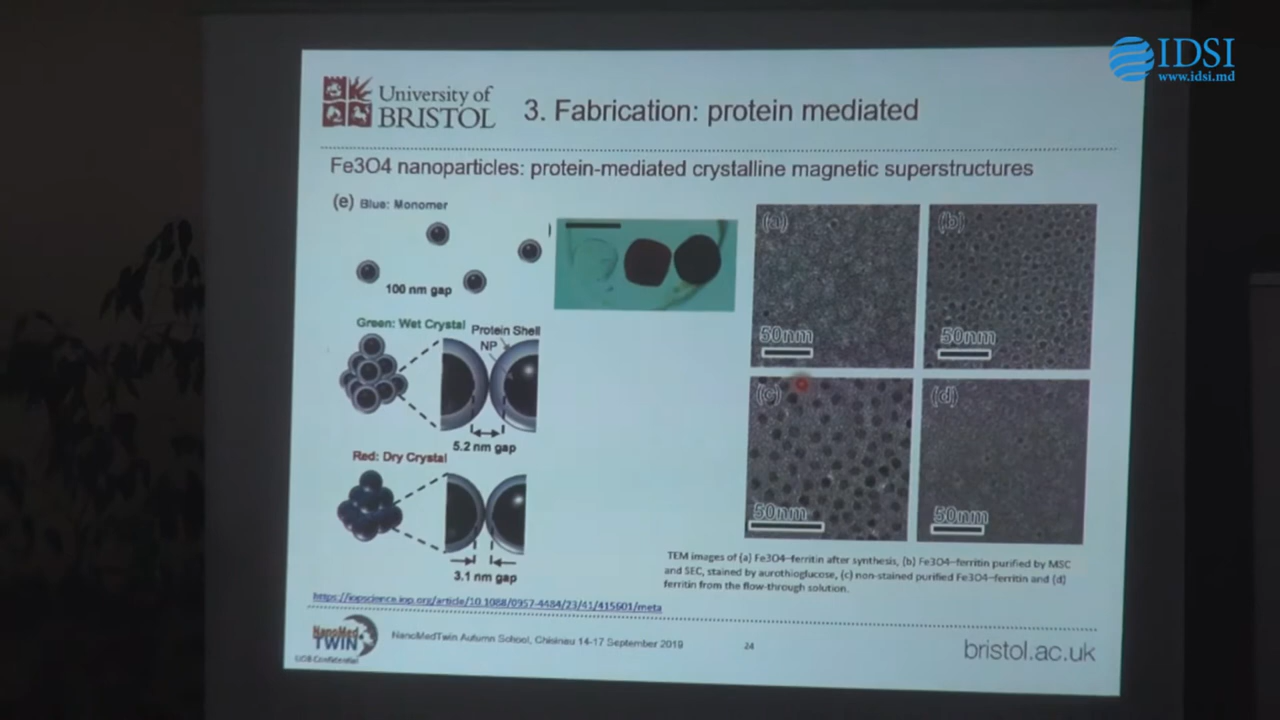 IDSI
www.idsi.md
University of
BRISTOL
3. Fabrication: protein mediated
Fe3O4 nanoparticles: protein-mediated crystalline magnetic superstructures
(e) Blue: Monomer
100 nm gap
Green: Wet Crystal
Protein Shell
NP
5.2 nm gap
Red: Dry Crystal
3.1 nm gap
(a)
50nm
(b)
50nm
(c)
50nm
(d)
50nm
TEM images of (a) Fe3O4–ferritin after synthesis, (b) Fe3O4–ferritin purified by MSC
and SEC, stained by aurothioglucose, (c) non-stained purified Fe3O4–ferritin and (d)
ferritin from the flow-through solution.
https://iopscience.iop.org/article/10.1088/0957-4484/23/41/415601/meta
NanoMed
TWIN
UOB Confidential
NanoMedTwin Autumn School, Chisinau 14-17 September 2019
24
bristol.ac.uk